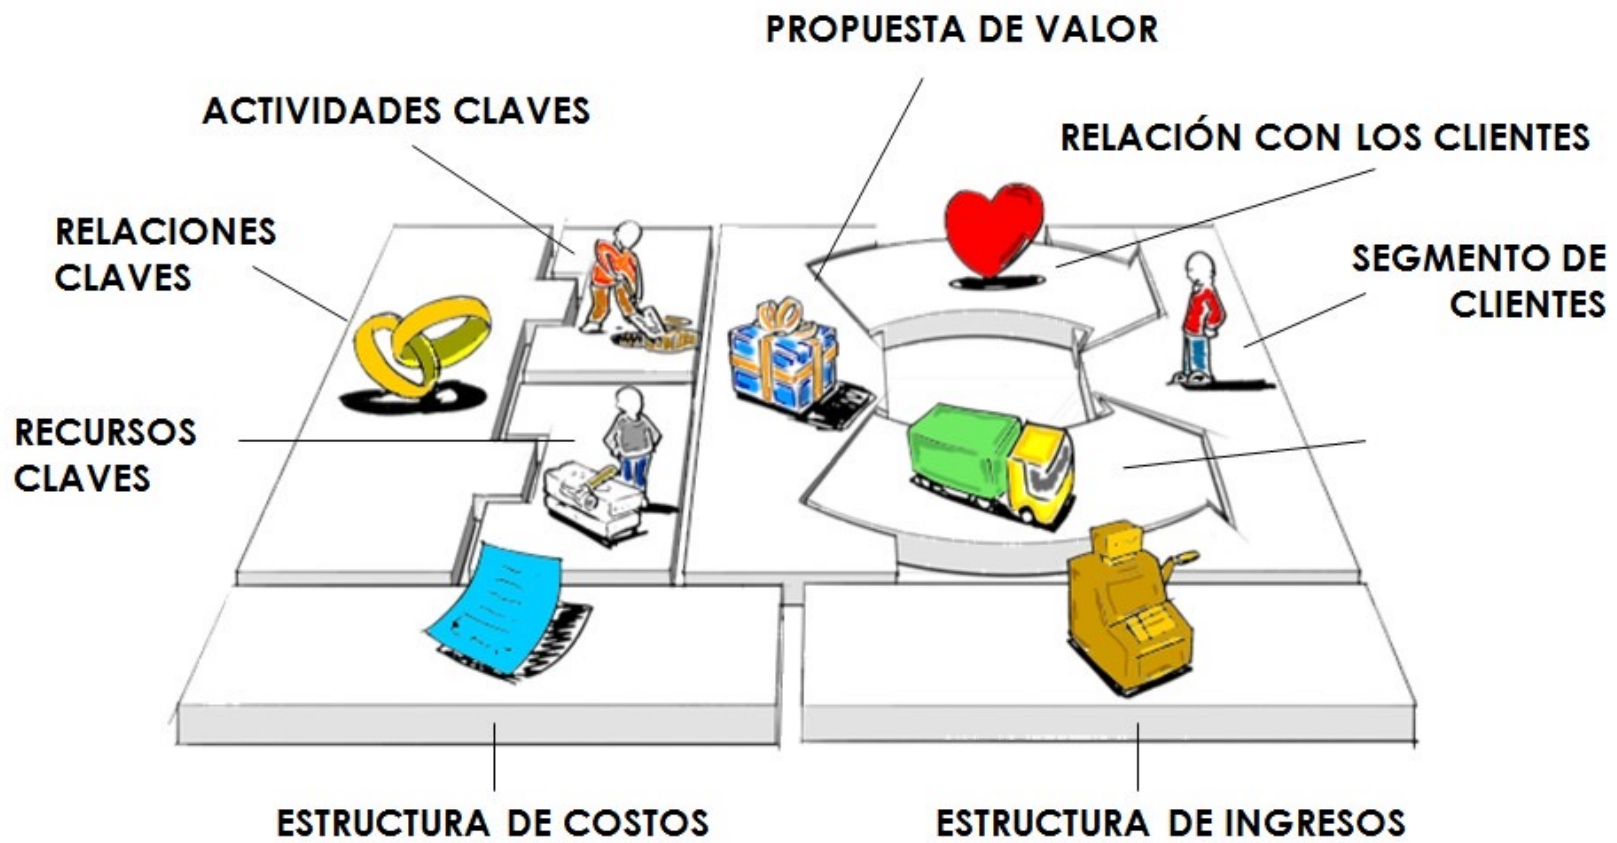 PROPUESTA DE VALOR
ACTIVIDADES CLAVES
RELACIÓN CON LOS CLIENTES
RELACIONES
CLAVES
SEGMENTO DE
CLIENTES
RECURSOS
CLAVES
ESTRUCTURA DE COSTOS
ESTRUCTURA DE INGRESOS